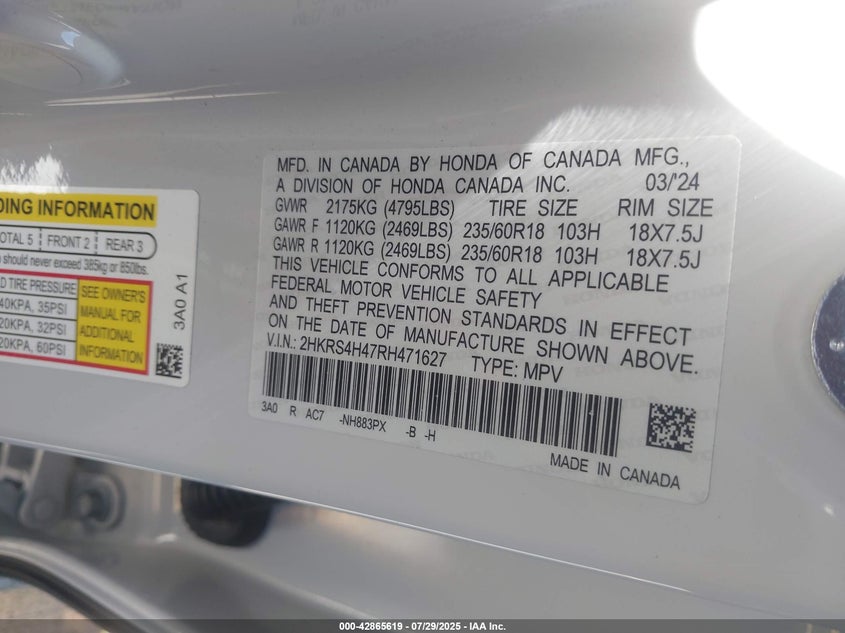 DING INFORMATION
OTAL 5 FRONT 2 REAR 3
should never exceed 385kg or 850lbs.
D TIRE PRESSURE
40KPA, 35PSI
20KPA, 32PSI
20KPA, 60PSI
SEE OWNER'S
MANUAL FOR
ADDITIONAL
INFORMATION
3A0 A1
MFD. IN CANADA BY HONDA OF CANADA MFG.,
A DIVISION OF HONDA CANADA INC. 03/'24
GVWR 2175KG (4795LBS) TIRE SIZE RIM SIZE
GAWR F 1120KG (2469LBS) 235/60R18 103H 18X7.5J
GAWR R 1120KG (2469LBS) 235/60R18 103H 18X7.5J
THIS VEHICLE CONFORMS TO ALL APPLICABLE
FEDERAL MOTOR VEHICLE SAFETY
AND THEFT PREVENTION STANDARDS IN EFFECT
ON THE DATE OF MANUFACTURE SHOWN ABOVE.
V.I.N.: 2HKRS4H47RH471627 TYPE: MPV
3A0 R AC7 -NH883PX -B -H
MADE IN CANADA
000-42865619 / 07/29/2025 - IAA Inc.